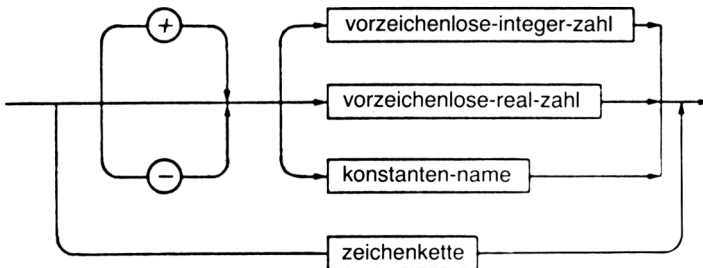 +
vorzeichenlose-integer-zahl
vorzeichenlose-real-zahl
−
konstanten-name
zeichenkette